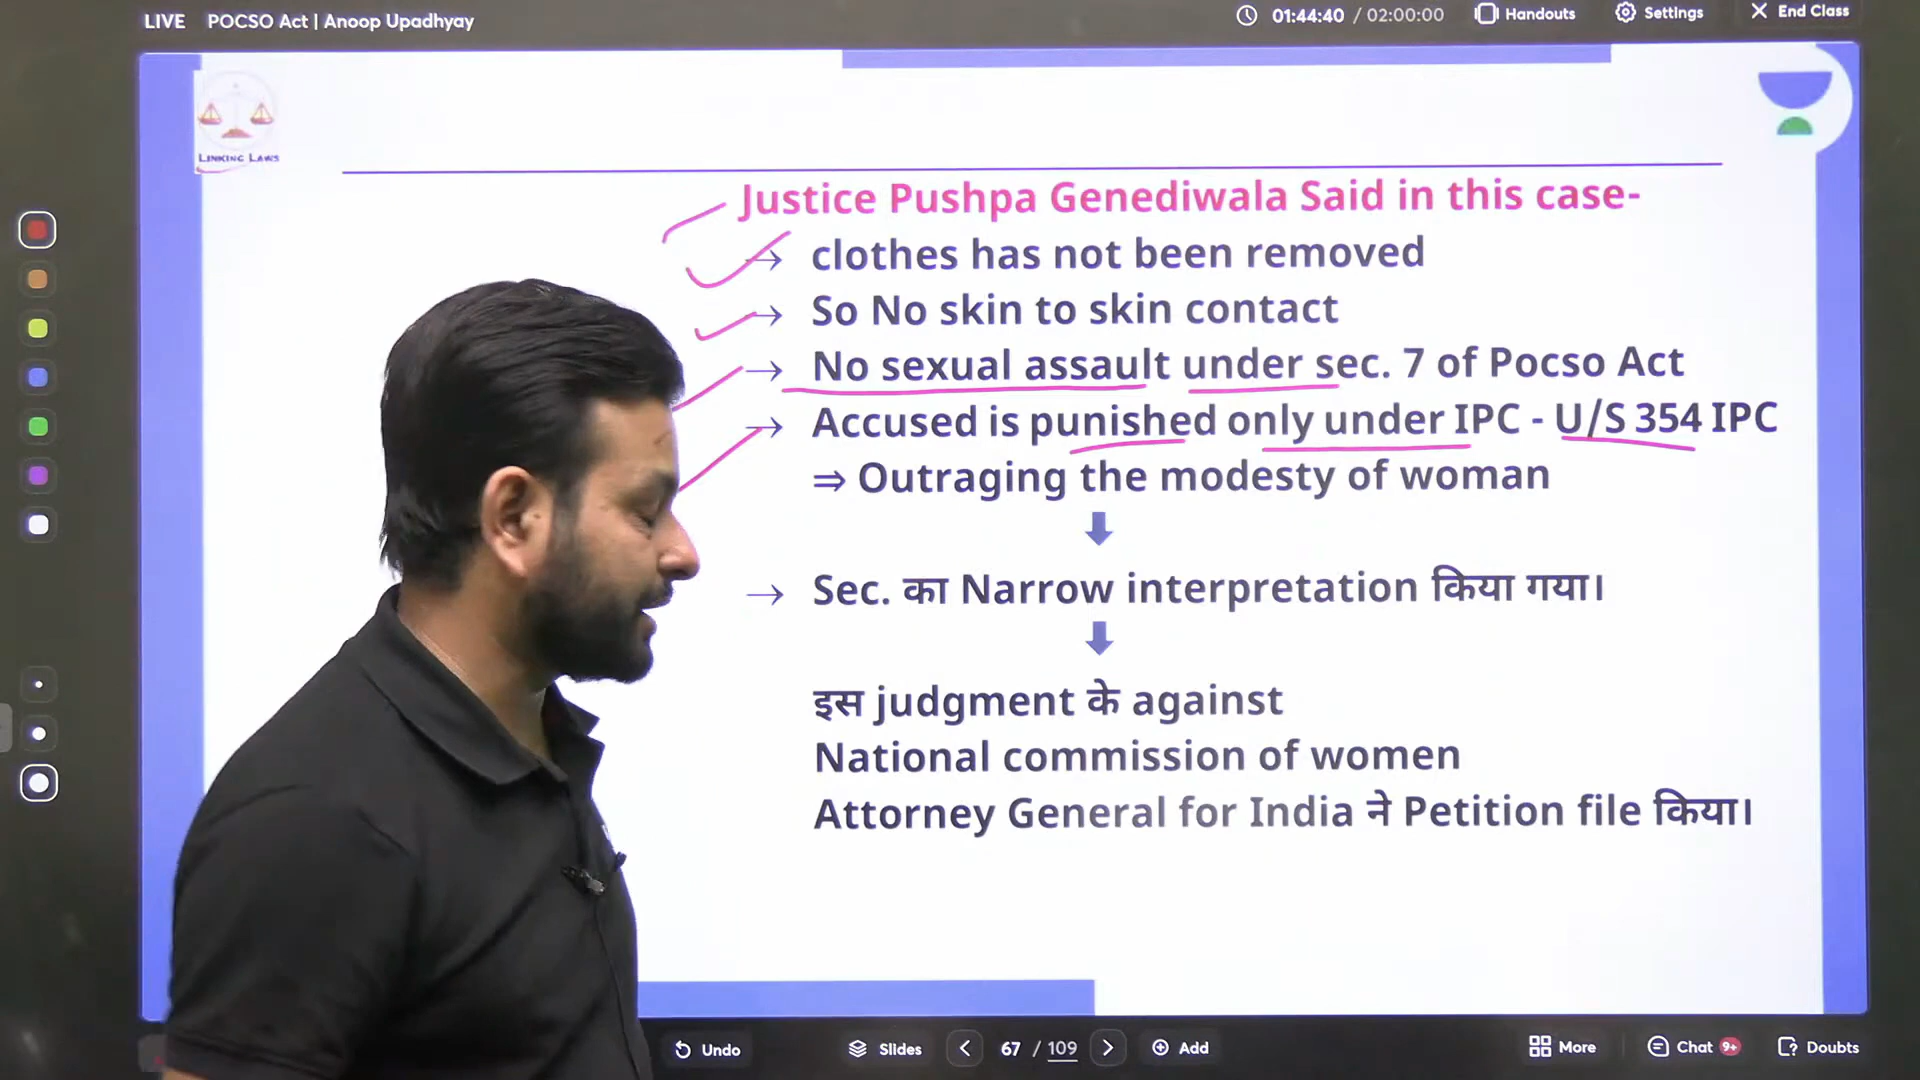 LIVE POCSO Act | Anoop Upadhyay
01:44:40 / 02:00:00 Handouts Settings End Class
LINKING LAWS
Justice Pushpa Genediwala Said in this case-
→ clothes has not been removed
→ So No skin to skin contact
→ No sexual assault under sec. 7 of Pocso Act
→ Accused is punished only under IPC - U/S 354 IPC
⇒ Outraging the modesty of woman
→ Sec. का Narrow interpretation किया गया।
इस judgment के against
National commission of women
Attorney General for India ने Petition file किया।
Undo Slides 67 / 109 Add More Chat 9+ Doubts